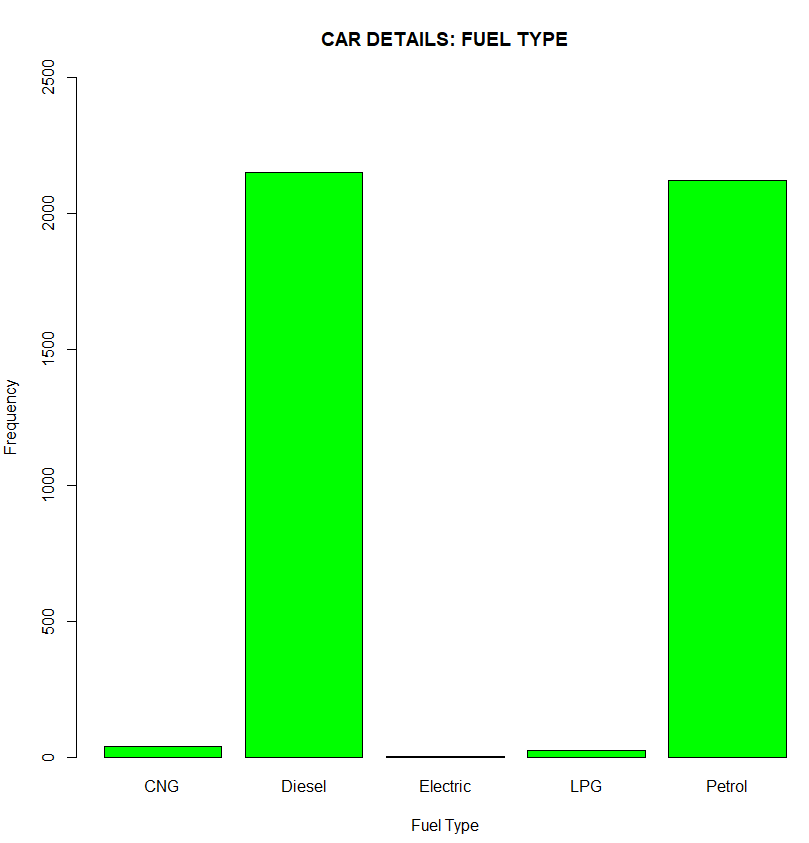 CAR DETAILS: FUEL TYPE
2500
2000
1500
1000
500
0
Frequency
CNG Diesel Electric LPG Petrol
Fuel Type